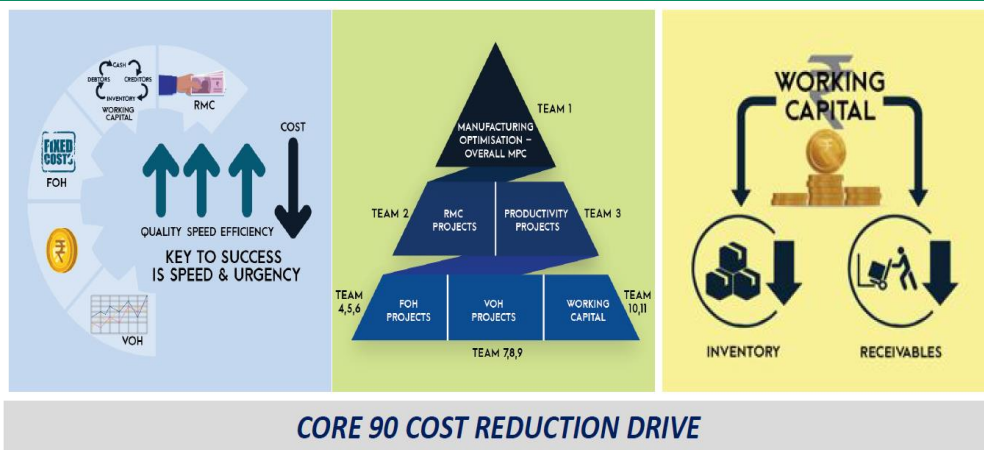 CASH
DEBTORS
CREDITORS
INVENTORY
WORKING
CAPITAL
RMC
FIXED
COSTS
FOH
VOH
COST
QUALITY SPEED EFFICIENCY
KEY TO SUCCESS
IS SPEED & URGENCY
TEAM 1
MANUFACTURING
OPTIMISATION –
OVERALL MPC
TEAM 2
RMC
PROJECTS
PRODUCTIVITY
PROJECTS
TEAM 3
TEAM
4,5,6
FOH
PROJECTS
VOH
PROJECTS
WORKING
CAPITAL
TEAM
10,11
TEAM 7,8,9
₹
WORKING
CAPITAL
INVENTORY
RECEIVABLES
CORE 90 COST REDUCTION DRIVE